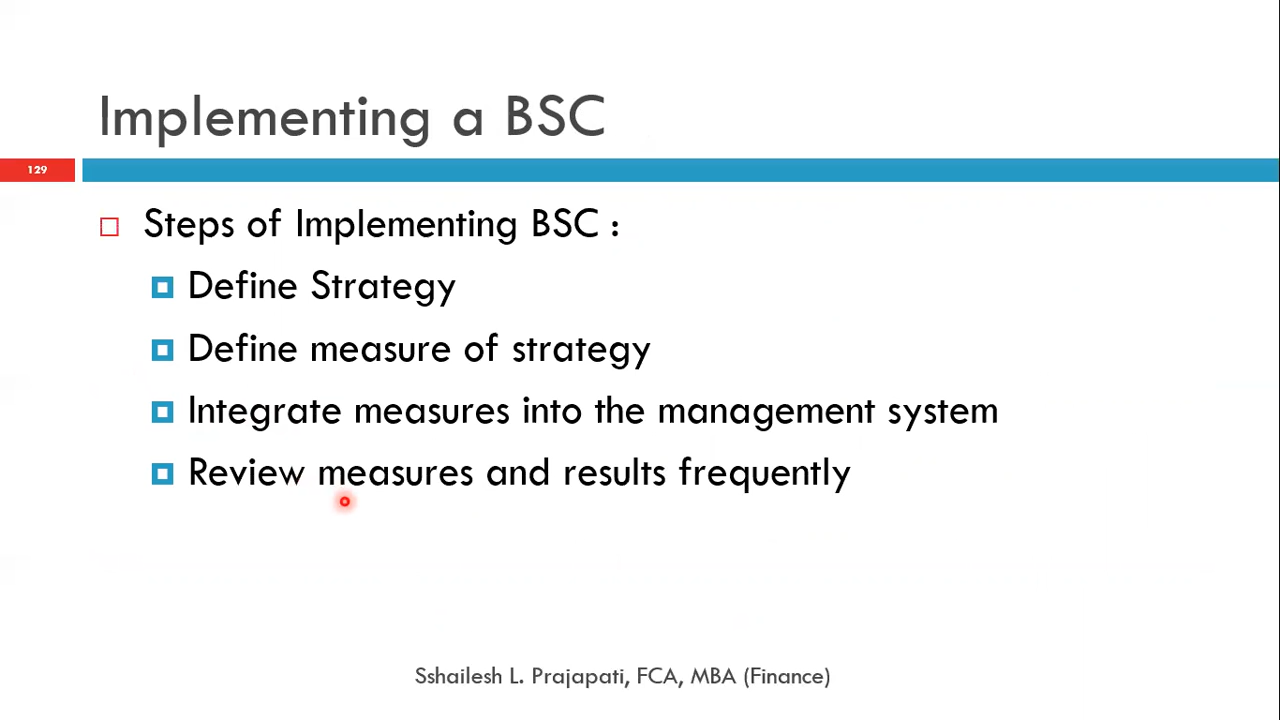 Implementing a BSC
129
Steps of Implementing BSC :
Define Strategy
Define measure of strategy
Integrate measures into the management system
Review measures and results frequently
Sshailesh L. Prajapati, FCA, MBA (Finance)